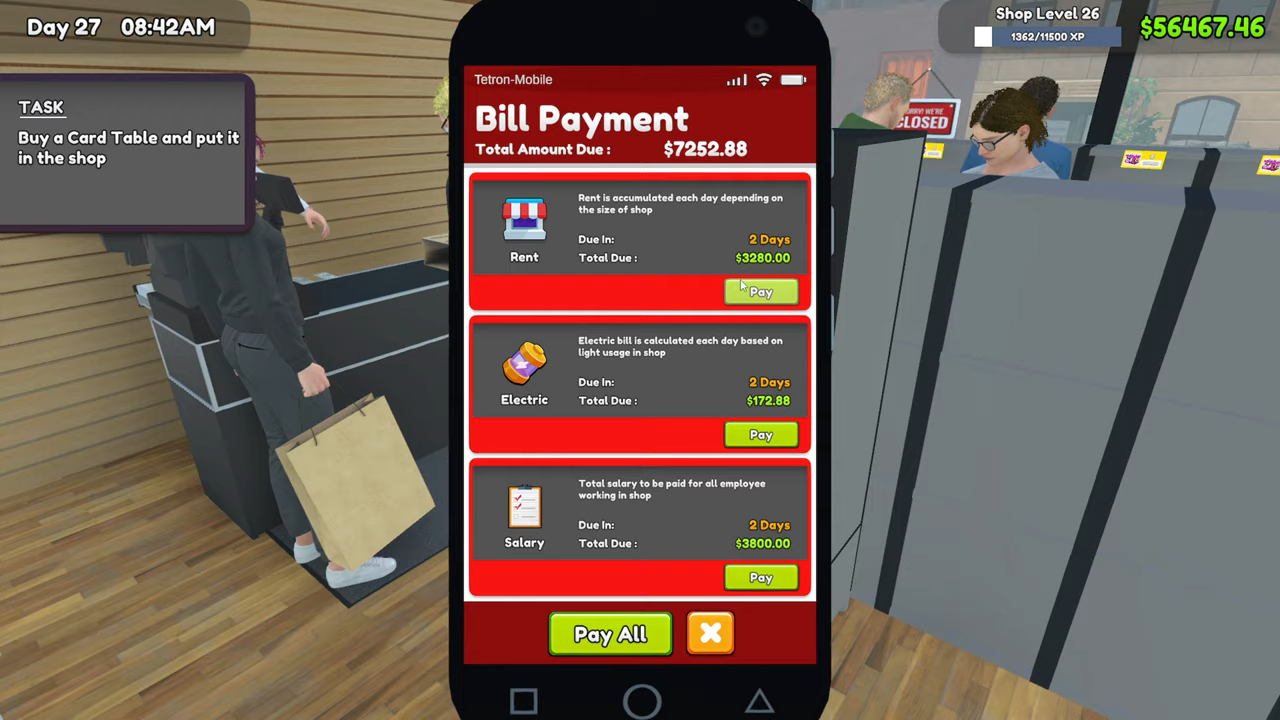 Day 27 08:42AM
Shop Level 26
1362/11500 XP
$56467.46
TASK
Buy a Card Table and put it
in the shop
Tetron-Mobile
Bill Payment
Total Amount Due : $7252.88
Rent is accumulated each day depending on
the size of shop
Due In: 2 Days
Total Due : $3280.00
Rent
Pay
Electric bill is calculated each day based on
light usage in shop
Due In: 2 Days
Total Due : $172.88
Electric
Pay
Total salary to be paid for all employee
working in shop
Due In: 2 Days
Total Due : $3800.00
Salary
Pay
Pay All
SORRY! WE'RE
CLOSED